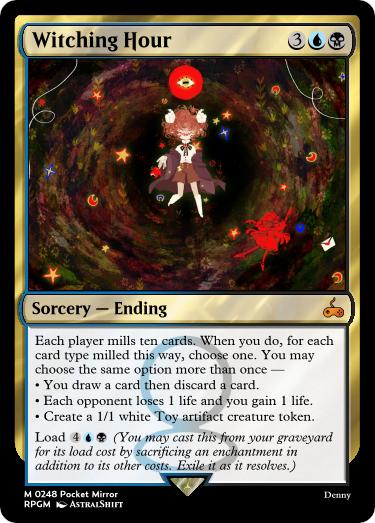 Witching Hour 3
Sorcery — Ending
Each player mills ten cards. When you do, for each
card type milled this way, choose one. You may
choose the same option more than once —
• You draw a card then discard a card.
• Each opponent loses 1 life and you gain 1 life.
• Create a 1/1 white Toy artifact creature token.
Load 4 (You may cast this from your graveyard
for its load cost by sacrificing an enchantment in
addition to its other costs. Exile it as it resolves.)
M 0248 Pocket Mirror
RPGM AstralShift
Denny